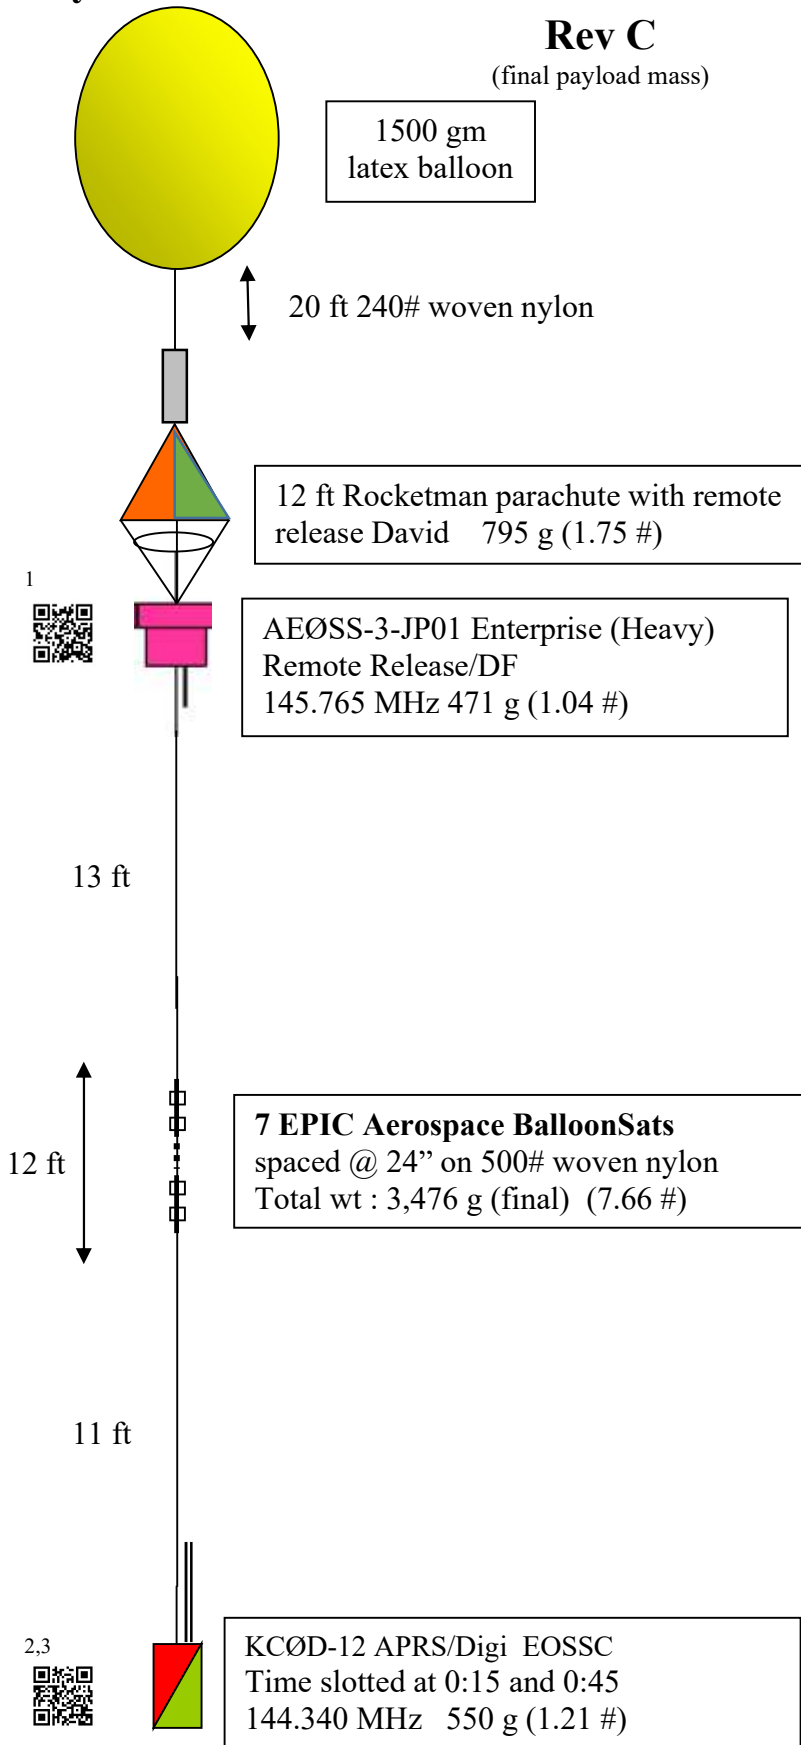 Rev C
(final payload mass)
1500 gm
latex balloon
20 ft 240# woven nylon
12 ft Rocketman parachute with remote
release David 795 g (1.75 #)
1
AEØSS-3-JP01 Enterprise (Heavy)
Remote Release/DF
145.765 MHz 471 g (1.04 #)
13 ft
12 ft
7 EPIC Aerospace BalloonSats
spaced @ 24” on 500# woven nylon
Total wt : 3,476 g (final) (7.66 #)
11 ft
2,3
KCØD-12 APRS/Digi EOSSC
Time slotted at 0:15 and 0:45
144.340 MHz 550 g (1.21 #)